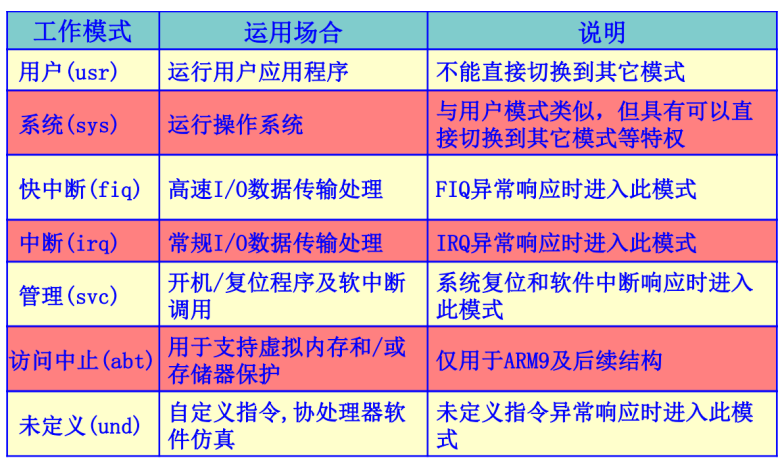 工作模式 运用场合 说明
用户(usr) 运行用户应用程序 不能直接切换到其它模式
系统(sys) 运行操作系统 与用户模式类似，但具有可以直
接切换到其它模式等特权
快中断(fiq) 高速I/O数据传输处理 FIQ异常响应时进入此模式
中断(irq) 常规I/O数据传输处理 IRQ异常响应时进入此模式
管理(svc) 开机/复位程序及软中断
调用
系统复位和软件中断响应时进入
此模式
访问中止(abt) 用于支持虚拟内存和/或
存储器保护
仅用于ARM9及后续结构
未定义(und) 自定义指令,协处理器软
件仿真
未定义指令异常响应时进入此模
式